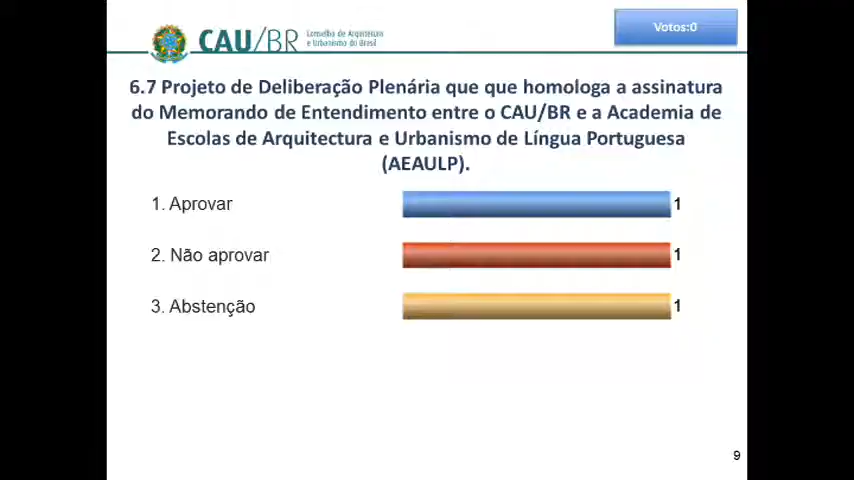 CAU/BR
Conselho de Arquitetura
e Urbanismo do Brasil
Votos:0
6.7 Projeto de Deliberação Plenária que que homologa a assinatura
do Memorando de Entendimento entre o CAU/BR e a Academia de
Escolas de Arquitectura e Urbanismo de Língua Portuguesa
(AEAULP).
1. Aprovar 1
2. Não aprovar 1
3. Abstenção 1
9